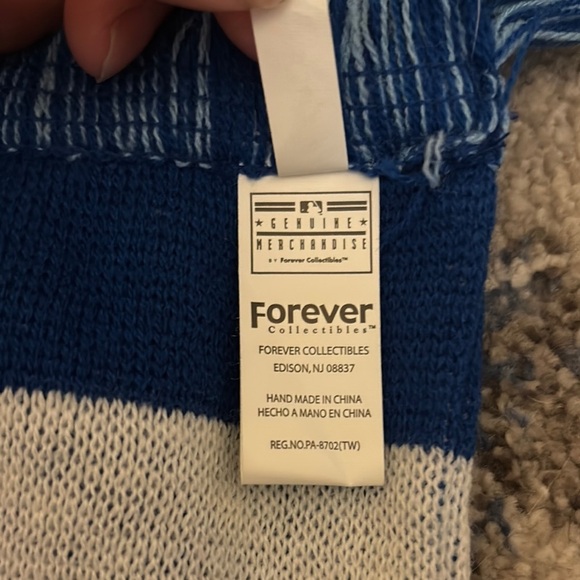 ★ GENUINE ★
MERCHANDISE
BY Forever Collectibles™
Forever
Collectibles™
FOREVER COLLECTIBLES
EDISON, NJ 08837
HAND MADE IN CHINA
HECHO A MANO EN CHINA
REG.NO.PA-8702(TW)